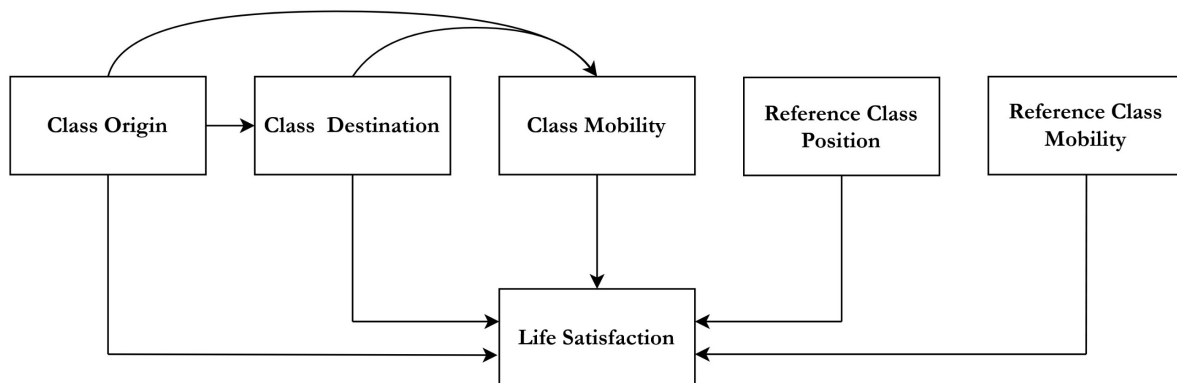 Class Origin
Class Destination
Class Mobility
Reference Class
Position
Reference Class
Mobility
Life Satisfaction